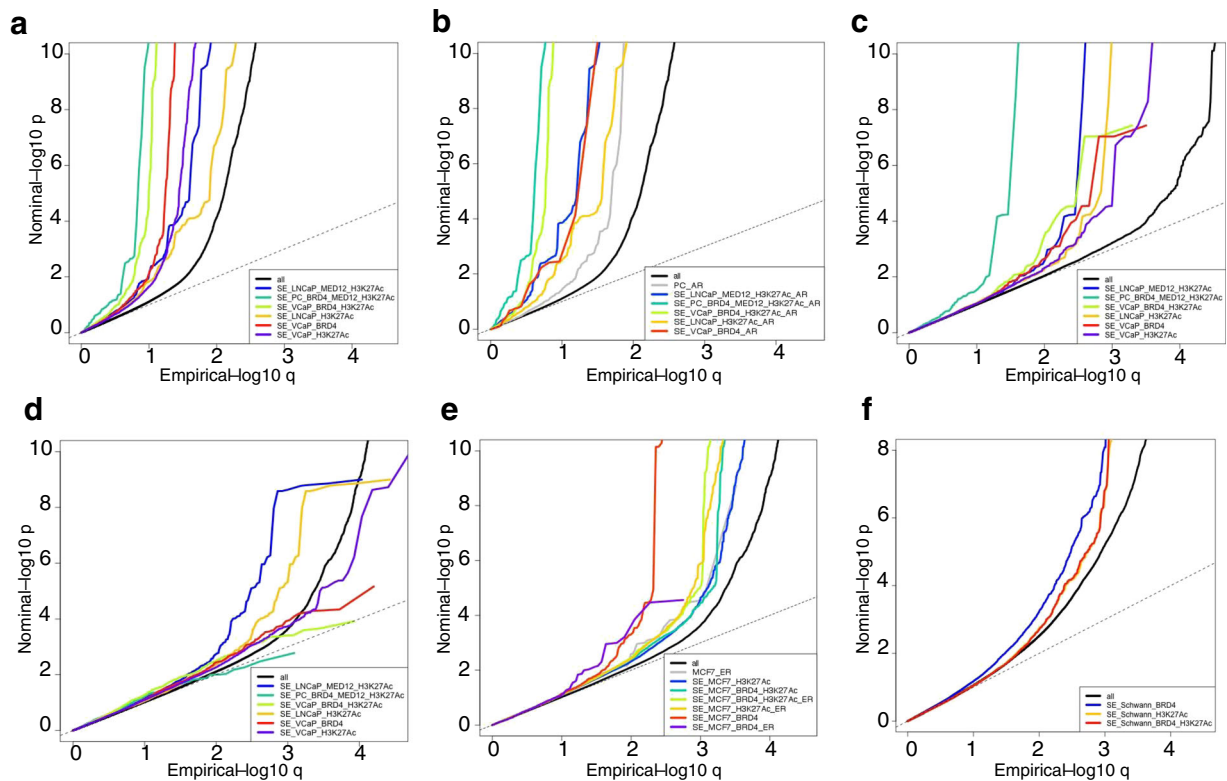 a
Nominal–log10 p
10
8
6
4
2
0
0 1 2 3 4
Empirical–log10 q
all
SE_LNCaP_MED12_H3K27Ac
SE_PC_BRD4_MED12_H3K27Ac
SE_VCaP_BRD4_H3K27Ac
SE_LNCaP_H3K27Ac
SE_VCaP_BRD4
SE_VCaP_H3K27Ac
b
Nominal–log10 p
10
8
6
4
2
0
0 1 2 3 4
Empirical–log10 q
all
PC_AR
SE_LNCaP_MED12_H3K27Ac_AR
SE_PC_BRD4_MED12_H3K27Ac_AR
SE_VCaP_BRD4_H3K27Ac_AR
SE_LNCaP_H3K27Ac_AR
SE_VCaP_BRD4_AR
c
Nominal–log10 p
10
8
6
4
2
0
0 1 2 3 4
Empirical–log10 q
all
SE_LNCaP_MED12_H3K27Ac
SE_PC_BRD4_MED12_H3K27Ac
SE_VCaP_BRD4_H3K27Ac
SE_LNCaP_H3K27Ac
SE_VCaP_BRD4
SE_VCaP_H3K27Ac
d
Nominal–log10 p
10
8
6
4
2
0
0 1 2 3 4
Empirical–log10 q
all
SE_LNCaP_MED12_H3K27Ac
SE_PC_BRD4_MED12_H3K27Ac
SE_VCaP_BRD4_H3K27Ac
SE_LNCaP_H3K27Ac
SE_VCaP_BRD4
SE_VCaP_H3K27Ac
e
Nominal–log10 p
10
8
6
4
2
0
0 1 2 3 4
Empirical–log10 q
all
MCF7_ER
SE_MCF7_H3K27Ac
SE_MCF7_BRD4_H3K27Ac
SE_MCF7_BRD4_H3K27Ac_ER
SE_MCF7_H3K27Ac_ER
SE_MCF7_BRD4
SE_MCF7_BRD4_ER
f
Nominal–log10 p
8
6
4
2
0
0 1 2 3 4
Empirical–log10 q
all
SE_Schwann_BRD4
SE_Schwann_H3K27Ac
SE_Schwann_BRD4_H3K27Ac